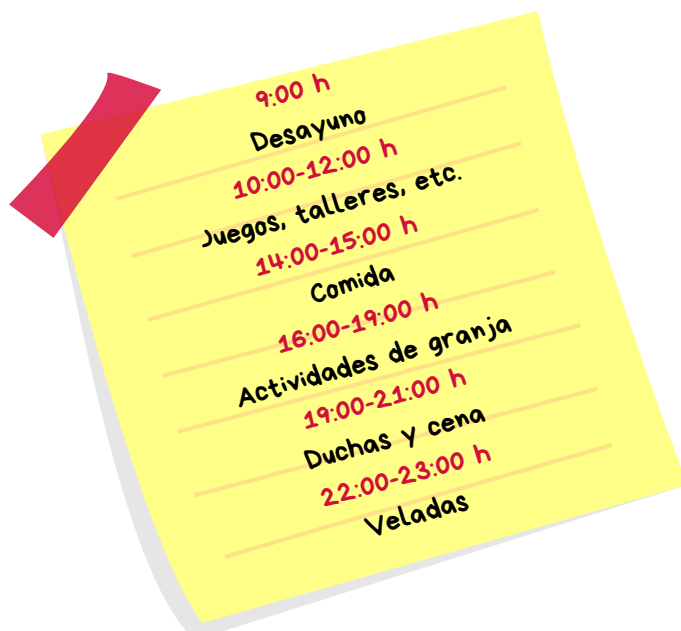 9:00 h
Desayuno
10:00-12:00 h
Juegos, talleres, etc.
14:00-15:00 h
Comida
16:00-19:00 h
Actividades de granja
19:00-21:00 h
Duchas y cena
22:00-23:00 h
Veladas